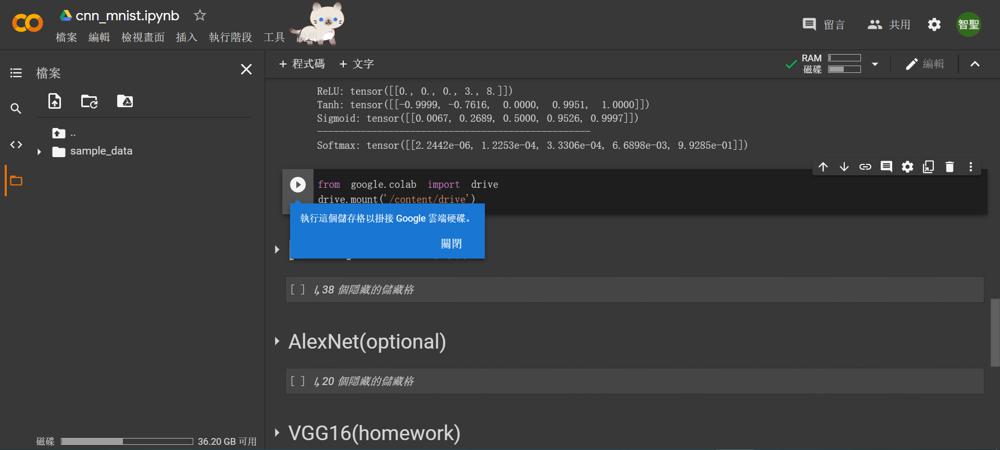 cnn_mnist.ipynb
檔案 編輯 檢視畫面 插入 執行階段 工具 說明
留言 共用 智聖
檔案
+ 程式碼 + 文字
RAM
磁碟
編輯
..
sample_data
磁碟 36.20 GB 可用
ReLU: tensor([[0., 0., 0., 3., 8.]])
Tanh: tensor([[-0.9999, -0.7616,  0.0000,  0.9951,  1.0000]])
Sigmoid: tensor([[0.0067, 0.2689, 0.5000, 0.9526, 0.9997]])
--------------------------------------------------
Softmax: tensor([[2.2442e-06, 1.2253e-04, 3.3306e-04, 6.6898e-03, 9.9285e-01]])
from google.colab import drive
drive.mount('/content/drive')
執行這個儲存格以掛接 Google 雲端硬碟。
關閉
[ ] ↳38 個隱藏的儲藏格
AlexNet(optional)
[ ] ↳20 個隱藏的儲藏格
VGG16(homework)